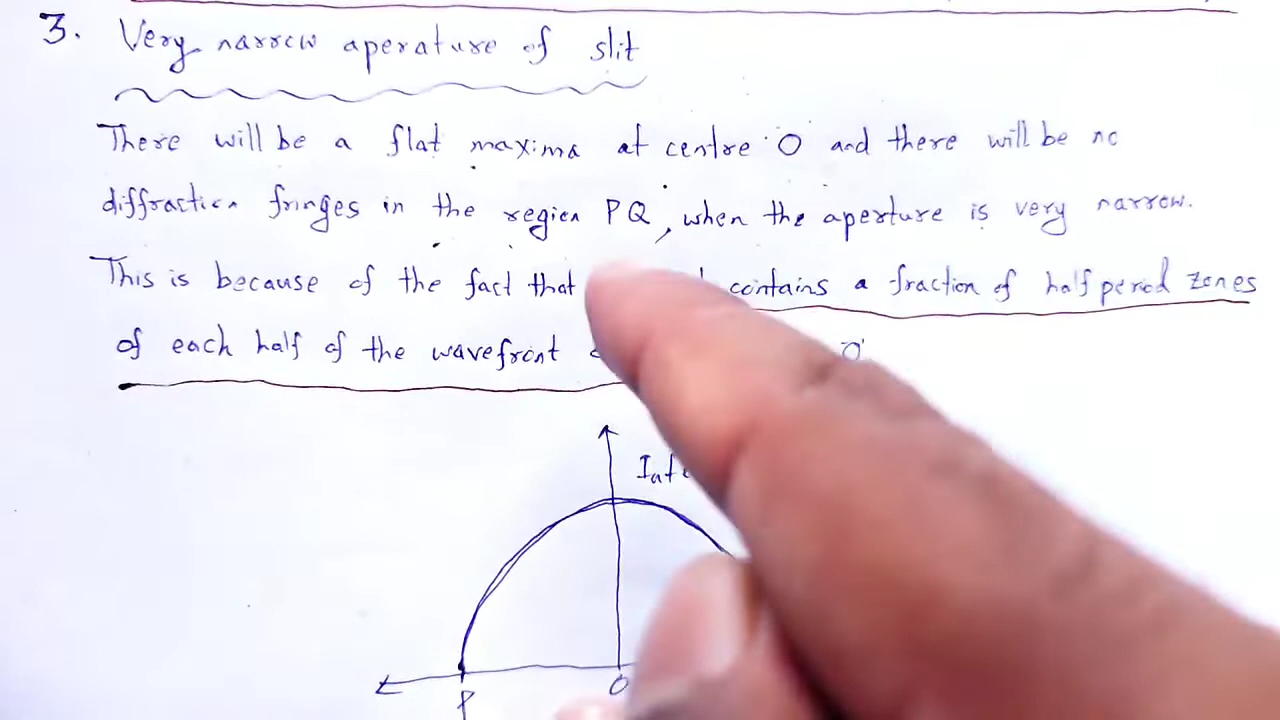 3. Very narrow aperature of slit
There will be a flat maxima at centre 'O' and there will be no
diffraction fringes in the region PQ, when the aperture is very narrow.
This is because of the fact that contains a fraction of half period zones
of each half of the wavefront O'
P
O